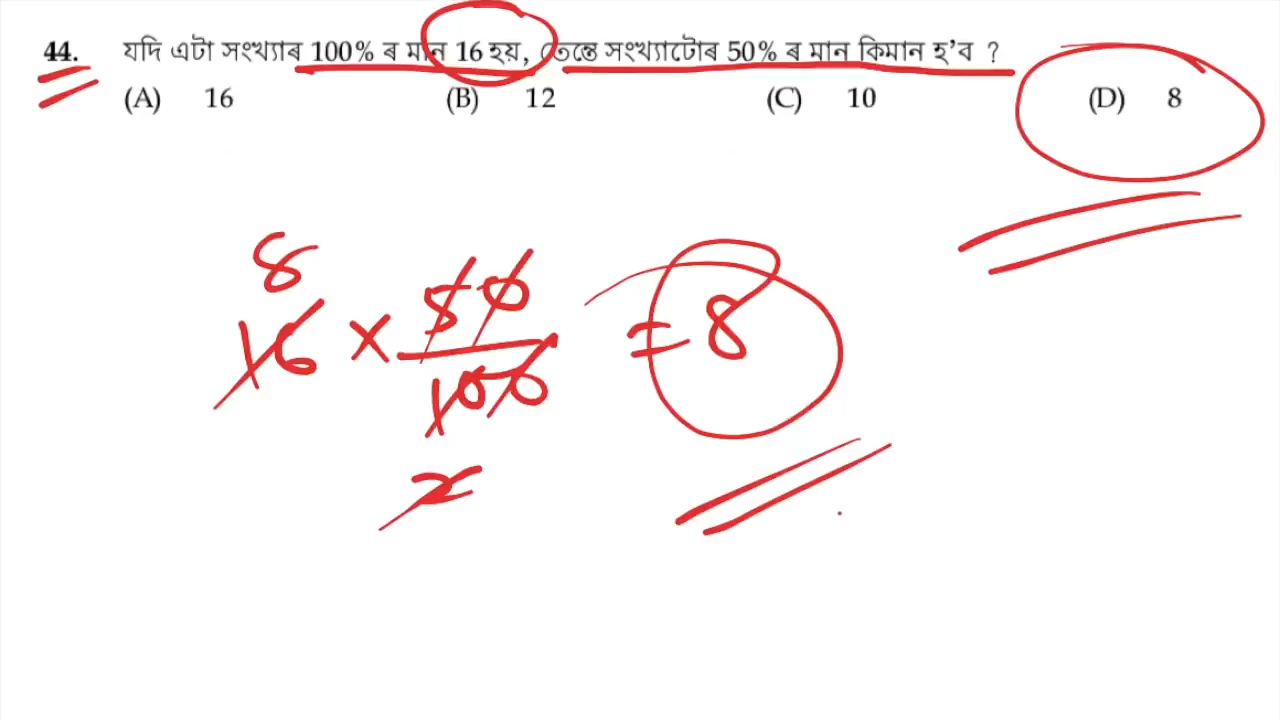 44. যদি এটা সংখ্যাৰ 100% ৰ মান 16 হয়, তেন্তে সংখ্যাটোৰ 50% ৰ মান কিমান হ’ব ?
(A) 16 (B) 12 (C) 10 (D) 8
8
16 × 50 = 8
100
2